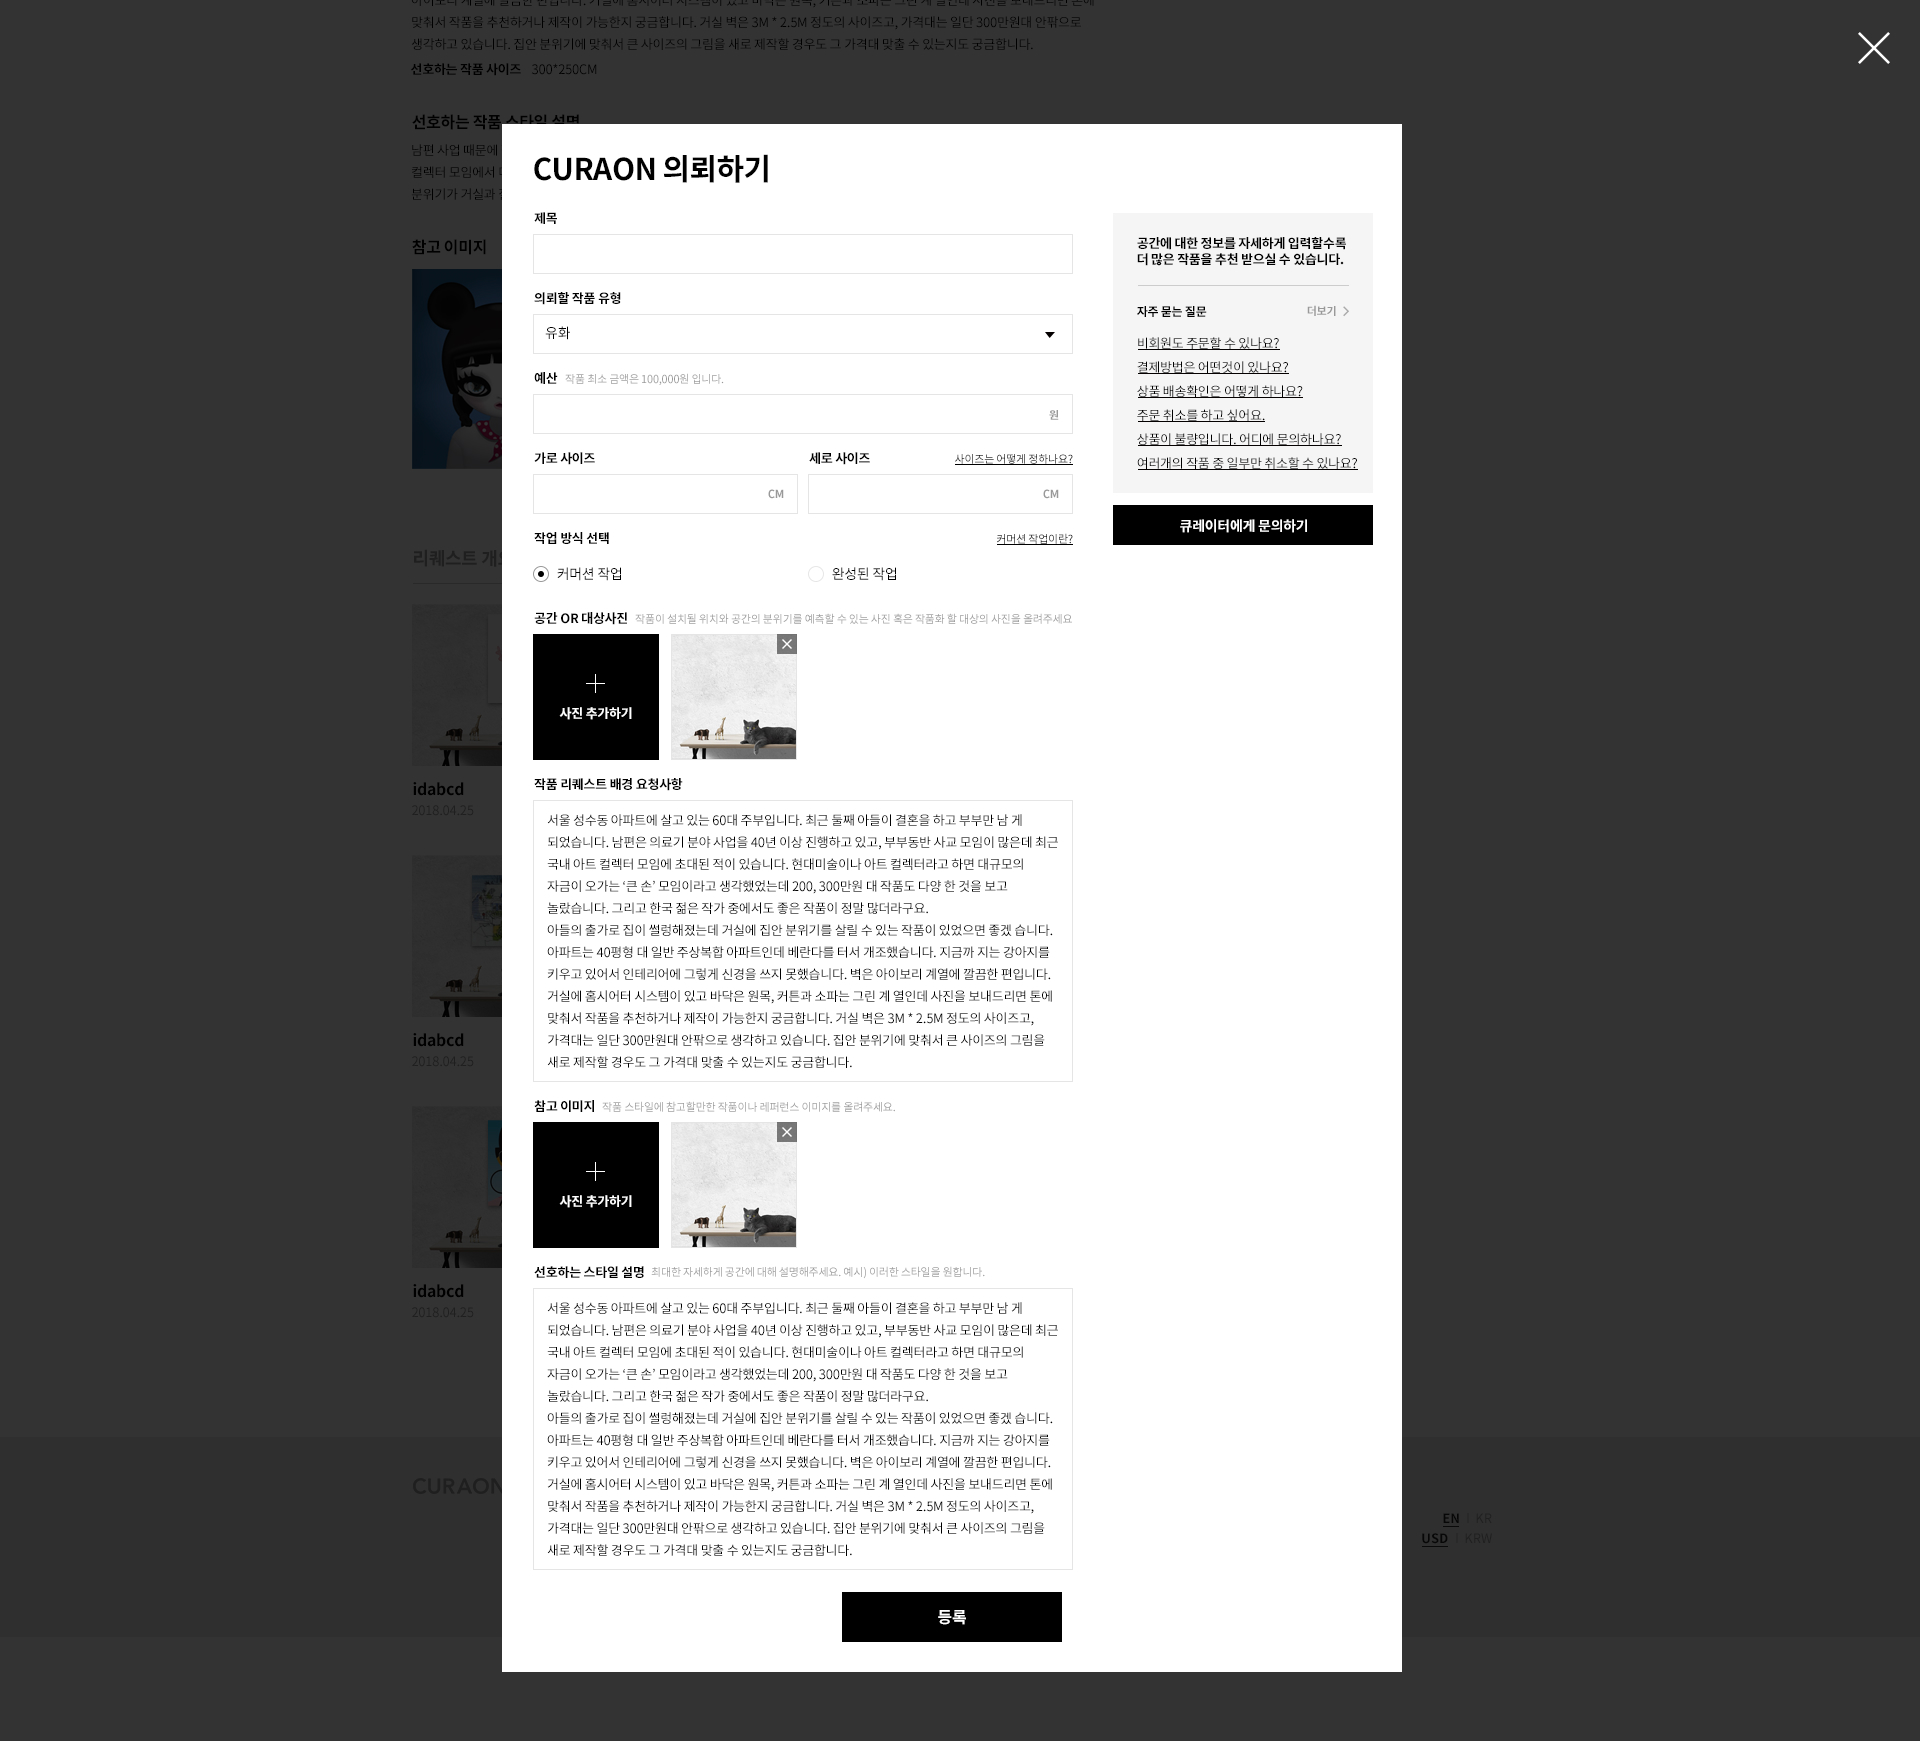 맞춰서 작품을 추천하거나 제작이 가능한지 궁금합니다. 거실 벽은 3M * 2.5M 정도의 사이즈고, 가격대는 일단 300만원대 안팎으로
생각하고 있습니다. 집안 분위기에 맞춰서 큰 사이즈의 그림을 새로 제작할 경우도 그 가격대 맞출 수 있는지도 궁금합니다.
선호하는 작품 사이즈 300*250CM
선호하는 작품 스타일 설명
남편 사업 때문에
컬렉터 모임에서
분위기가 거실과
참고 이미지
리퀘스트
idabcd
2018.04.25
idabcd
2018.04.25
idabcd
2018.04.25
CURAON
EN | KR
USD | KRW
CURAON 의뢰하기
제목
의뢰할 작품 유형
유화
예산 작품 최소 금액은 100,000원 입니다.
원
가로 사이즈
CM
세로 사이즈 사이즈는 어떻게 정하나요?
CM
작업 방식 선택 커머션 작업이란?
커머션 작업 완성된 작업
공간 OR 대상사진 작품이 설치될 위치와 공간의 분위기를 예측할 수 있는 사진 혹은 작품화 할 대상의 사진을 올려주세요
사진 추가하기
작품 리퀘스트 배경 요청사항
서울 성수동 아파트에 살고 있는 60대 주부입니다. 최근 둘째 아들이 결혼을 하고 부부만 남 게
되었습니다. 남편은 의료기 분야 사업을 40년 이상 진행하고 있고, 부부동반 사교 모임이 많은데 최근
국내 아트 컬렉터 모임에 초대된 적이 있습니다. 현대미술이나 아트 컬렉터라고 하면 대규모의
자금이 오가는 ‘큰 손’ 모임이라고 생각했었는데 200, 300만원 대 작품도 다양 한 것을 보고
놀랐습니다. 그리고 한국 젊은 작가 중에서도 좋은 작품이 정말 많더라구요.
아들의 출가로 집이 썰렁해졌는데 거실에 집안 분위기를 살릴 수 있는 작품이 있었으면 좋겠 습니다.
아파트는 40평형 대 일반 주상복합 아파트인데 베란다를 터서 개조했습니다. 지금까 지는 강아지를
키우고 있어서 인테리어에 그렇게 신경을 쓰지 못했습니다. 벽은 아이보리 계열에 깔끔한 편입니다.
거실에 홈시어터 시스템이 있고 바닥은 원목, 커튼과 소파는 그린 계 열인데 사진을 보내드리면 톤에
맞춰서 작품을 추천하거나 제작이 가능한지 궁금합니다. 거실 벽은 3M * 2.5M 정도의 사이즈고,
가격대는 일단 300만원대 안팎으로 생각하고 있습니다. 집안 분위기에 맞춰서 큰 사이즈의 그림을
새로 제작할 경우도 그 가격대 맞출 수 있는지도 궁금합니다.
참고 이미지 작품 스타일에 참고할만한 작품이나 레퍼런스 이미지를 올려주세요.
사진 추가하기
선호하는 스타일 설명 최대한 자세하게 공간에 대해 설명해주세요. 예시) 이러한 스타일을 원합니다.
서울 성수동 아파트에 살고 있는 60대 주부입니다. 최근 둘째 아들이 결혼을 하고 부부만 남 게
되었습니다. 남편은 의료기 분야 사업을 40년 이상 진행하고 있고, 부부동반 사교 모임이 많은데 최근
국내 아트 컬렉터 모임에 초대된 적이 있습니다. 현대미술이나 아트 컬렉터라고 하면 대규모의
자금이 오가는 ‘큰 손’ 모임이라고 생각했었는데 200, 300만원 대 작품도 다양 한 것을 보고
놀랐습니다. 그리고 한국 젊은 작가 중에서도 좋은 작품이 정말 많더라구요.
아들의 출가로 집이 썰렁해졌는데 거실에 집안 분위기를 살릴 수 있는 작품이 있었으면 좋겠 습니다.
아파트는 40평형 대 일반 주상복합 아파트인데 베란다를 터서 개조했습니다. 지금까 지는 강아지를
키우고 있어서 인테리어에 그렇게 신경을 쓰지 못했습니다. 벽은 아이보리 계열에 깔끔한 편입니다.
거실에 홈시어터 시스템이 있고 바닥은 원목, 커튼과 소파는 그린 계 열인데 사진을 보내드리면 톤에
맞춰서 작품을 추천하거나 제작이 가능한지 궁금합니다. 거실 벽은 3M * 2.5M 정도의 사이즈고,
가격대는 일단 300만원대 안팎으로 생각하고 있습니다. 집안 분위기에 맞춰서 큰 사이즈의 그림을
새로 제작할 경우도 그 가격대 맞출 수 있는지도 궁금합니다.
등록
공간에 대한 정보를 자세하게 입력할수록
더 많은 작품을 추천 받으실 수 있습니다.
자주 묻는 질문 더보기
비회원도 주문할 수 있나요?
결제방법은 어떤것이 있나요?
상품 배송확인은 어떻게 하나요?
주문 취소를 하고 싶어요.
상품이 불량입니다. 어디에 문의하나요?
여러개의 작품 중 일부만 취소할 수 있나요?
큐레이터에게 문의하기